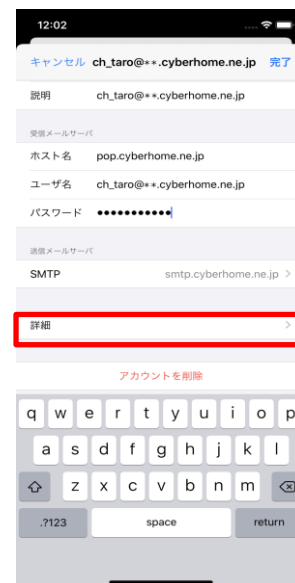 12:02
キャンセル ch_taro@**.cyberhome.ne.jp 完了
説明 ch_taro@**.cyberhome.ne.jp
受信メールサーバ
ホスト名 pop.cyberhome.ne.jp
ユーザ名 ch_taro@**.cyberhome.ne.jp
パスワード ●●●●●●●●●●●
送信メールサーバ
SMTP smtp.cyberhome.ne.jp >
詳細 >
アカウントを削除
q w e r t y u i o p
a s d f g h j k l
z x c v b n m
.?123 space return